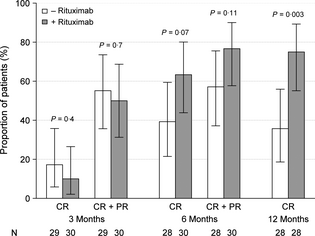 Proportion of patients (%)
100
80
60
40
20
0
– Rituximab
+ Rituximab
P = 0·4
P = 0·7
P = 0·07
P = 0·11
P = 0·003
CR CR + PR CR CR + PR CR
3 Months 6 Months 12 Months
N 29 30 29 30 28 30 28 30 28 28